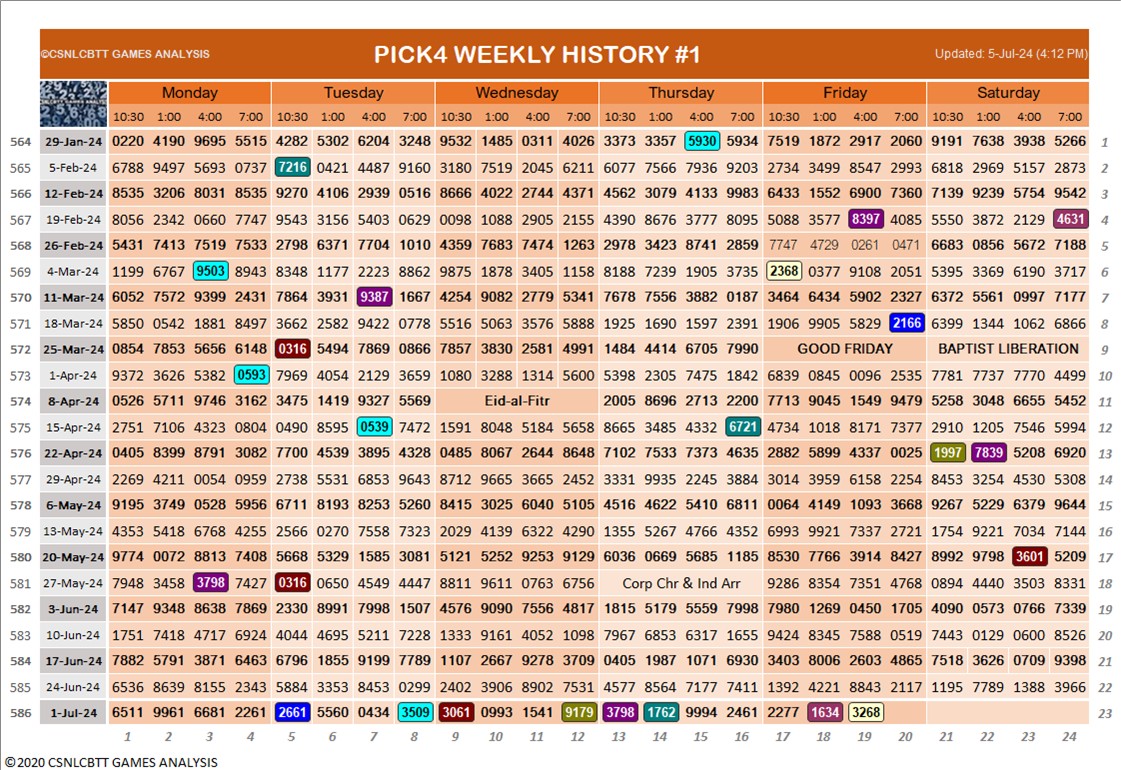 ©CSNLCBTT GAMES ANALYSIS PICK4 WEEKLY HISTORY #1 Updated: 5-Jul-24 (4:12 PM)
Monday Tuesday Wednesday Thursday Friday Saturday
10:30 1:00 4:00 7:00 10:30 1:00 4:00 7:00 10:30 1:00 4:00 7:00 10:30 1:00 4:00 7:00 10:30 1:00 4:00 7:00 10:30 1:00 4:00 7:00
564 29-Jan-24 0220 4190 9695 5515 4282 5302 6204 3248 9532 1485 0311 4026 3373 3357 5930 5934 7519 1872 2917 2060 9191 7638 3938 5266 1
565 5-Feb-24 6788 9497 5693 0737 7216 0421 4487 9160 3180 7519 2045 6211 6077 7566 7936 9203 2734 3499 8547 2993 6818 2969 5157 2873 2
566 12-Feb-24 8535 3206 8031 8535 9270 4106 2939 0516 8666 4022 2744 4371 4562 3079 4133 9983 6433 1552 6900 7360 7139 9239 5754 9542 3
567 19-Feb-24 8056 2342 0660 7747 9543 3156 5403 0629 0098 1088 2905 2155 4390 8676 3777 8095 5088 3577 8397 4085 5550 3872 2129 4631 4
568 26-Feb-24 5431 7413 7519 7533 2798 6371 7704 1010 4359 7683 7474 1263 2978 3423 8741 2859 7747 4729 0261 0471 6683 0856 5672 7188 5
569 4-Mar-24 1199 6767 9503 8943 8348 1177 2223 8862 9875 1878 3405 1158 8188 7239 1905 3735 2368 0377 9108 2051 5395 3369 6190 3717 6
570 11-Mar-24 6052 7572 9399 2431 7864 3931 9387 1667 4254 9082 2779 5341 7678 7556 3882 0187 3464 6434 5902 2327 6372 5561 0997 7177 7
571 18-Mar-24 5850 0542 1881 8497 3662 2582 9422 0778 5516 5063 3576 5888 1925 1690 1597 2391 1906 9905 5829 2166 6399 1344 1062 6866 8
572 25-Mar-24 0854 7853 5656 6148 0316 5494 7869 0866 7857 3830 2581 4991 1484 4414 6705 7990 GOOD FRIDAY BAPTIST LIBERATION 9
573 1-Apr-24 9372 3626 5382 0593 7969 4054 2129 3659 1080 3288 1314 5600 5398 2305 7475 1842 6839 0845 0096 2535 7781 7737 7770 4499 10
574 8-Apr-24 0526 5711 9746 3162 3475 1419 9327 5569 Eid-al-Fitr 2005 8696 2713 2200 7713 9045 1549 9479 5258 3048 6655 5452 11
575 15-Apr-24 2751 7106 4323 0804 0490 8595 0539 7472 1591 8048 5184 5658 8665 3485 4332 6721 4734 1018 8171 7377 2910 1205 7546 5994 12
576 22-Apr-24 0405 8399 8791 3082 7700 4539 3895 4328 0485 8067 2644 8648 7102 7533 7373 4635 2882 5899 4337 0025 1997 7839 5208 6920 13
577 29-Apr-24 2269 4211 0054 0959 2738 5531 6853 9643 8712 9665 3665 2452 3331 9935 2245 3884 3014 3959 6158 2254 8453 3254 4530 5308 14
578 6-May-24 9195 3749 0528 5956 6711 8193 8253 5260 8415 3025 6040 5105 4516 4622 5410 6811 0064 4149 1093 3668 9267 5229 6379 9644 15
579 13-May-24 4353 5418 6768 4255 2566 0270 7558 7323 2029 4139 6322 4290 1355 5267 4766 4352 6993 9921 7337 2721 1754 9221 7034 7144 16
580 20-May-24 9774 0072 8813 7408 5668 5329 1585 3081 5121 5252 9253 9129 6036 0669 5685 1185 8530 7766 3914 8427 8992 9798 3601 5209 17
581 27-May-24 7948 3458 3798 7427 0316 0650 4549 4447 8811 9611 0763 6756 Corp Chr & Ind Arr 9286 8354 7351 4768 0894 4440 3503 8331 18
582 3-Jun-24 7147 9348 8638 7869 2330 8991 7998 1507 4576 9090 7556 4817 1815 5179 5559 7998 7980 1269 0450 1705 4090 0573 0766 7339 19
583 10-Jun-24 1751 7418 4717 6924 4044 4695 5211 7228 1333 9161 4052 1098 7967 6853 6317 1655 9424 8345 7588 0519 7443 0129 0600 8526 20
584 17-Jun-24 7882 5791 3871 6463 6796 1855 9199 7789 1107 2667 9278 3709 0405 1987 1071 6930 3403 8006 2603 4865 7518 3626 0709 9398 21
585 24-Jun-24 6536 8639 8155 2343 5884 3353 8453 0299 2402 3906 8902 7531 4577 8564 7177 7411 1392 4221 8843 2117 1195 7789 1388 3966 22
586 1-Jul-24 6511 9961 6681 2261 2661 5560 0434 3509 3061 0993 1541 9179 3798 1762 9994 2461 2277 1634 3268 23
1 2 3 4 5 6 7 8 9 10 11 12 13 14 15 16 17 18 19 20 21 22 23 24
©2020 CSNLCBTT GAMES ANALYSIS